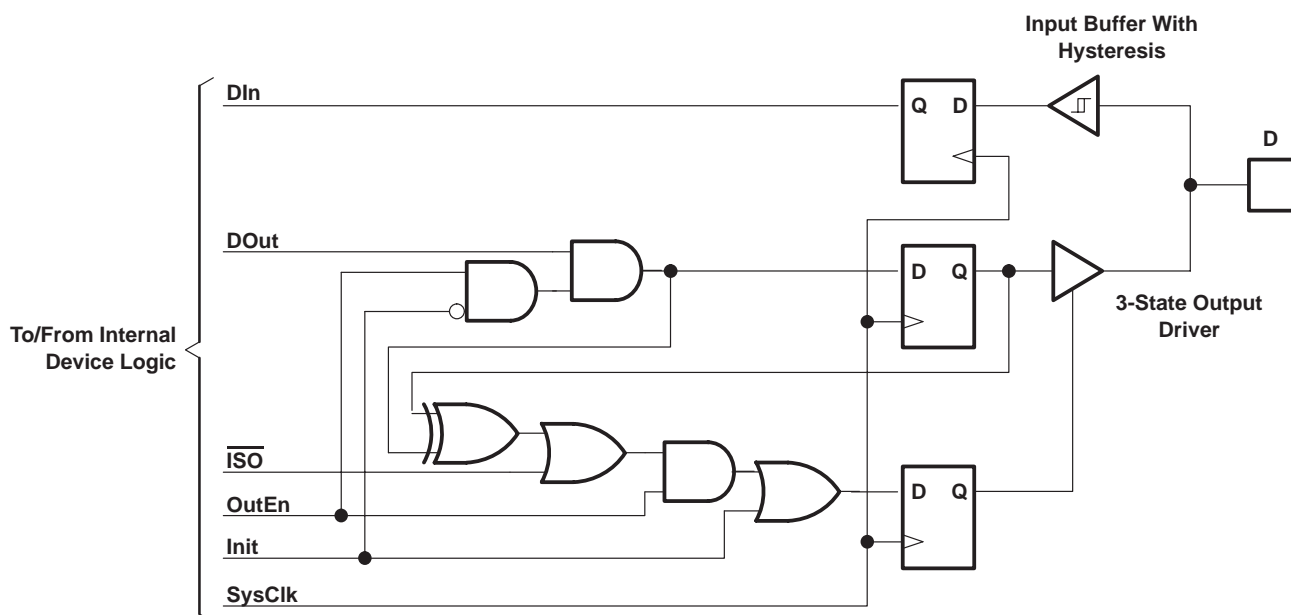 Input Buffer With
Hysteresis
DIn
Q D
D
DOut
D Q
3-State Output
Driver
To/From Internal
Device Logic
ISO
OutEn
D Q
Init
SysClk